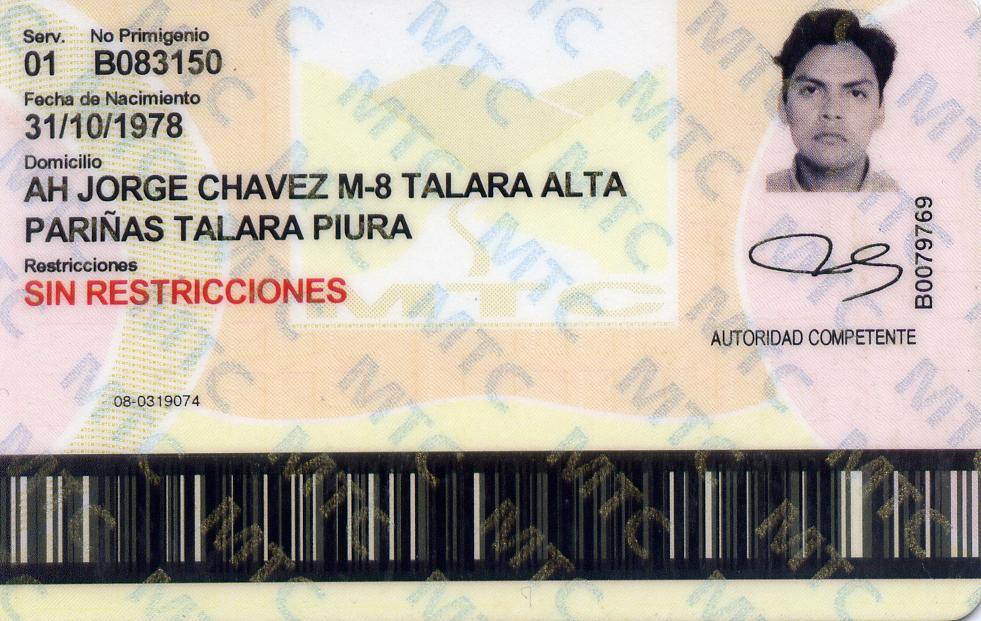 Serv. No Primigenio
01 B083150
Fecha de Nacimiento
31/10/1978
Domicilio
AH JORGE CHAVEZ M-8 TALARA ALTA
PARIÑAS TALARA PIURA
Restricciones
SIN RESTRICCIONES
MTC
B0079769
AUTORIDAD COMPETENTE
08-0319074